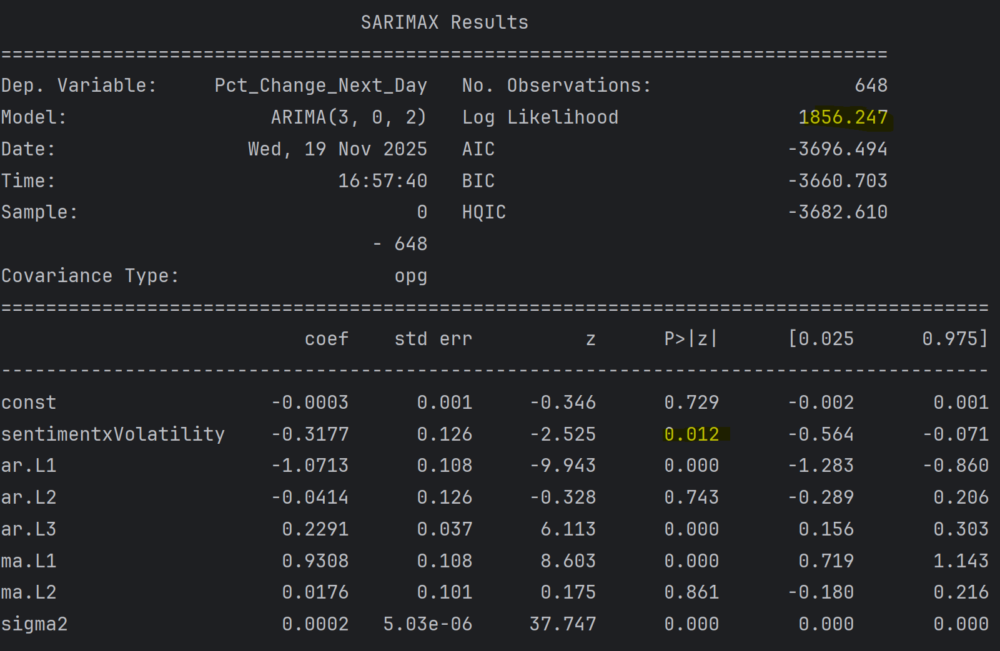 SARIMAX Results
==============================================================================
Dep. Variable: Pct_Change_Next_Day No. Observations: 648
Model: ARIMA(3, 0, 2) Log Likelihood 1856.247
Date: Wed, 19 Nov 2025 AIC -3696.494
Time: 16:57:40 BIC -3660.703
Sample: 0 HQIC -3682.610
- 648
Covariance Type: opg
=======================================================================================
coef std err z P>|z| [0.025 0.975]
---------------------------------------------------------------------------------------
const -0.0003 0.001 -0.346 0.729 -0.002 0.001
sentimentxVolatility -0.3177 0.126 -2.525 0.012 -0.564 -0.071
ar.L1 -1.0713 0.108 -9.943 0.000 -1.283 -0.860
ar.L2 -0.0414 0.126 -0.328 0.743 -0.289 0.206
ar.L3 0.2291 0.037 6.113 0.000 0.156 0.303
ma.L1 0.9308 0.108 8.603 0.000 0.719 1.143
ma.L2 0.0176 0.101 0.175 0.861 -0.180 0.216
sigma2 0.0002 5.03e-06 37.747 0.000 0.000 0.000